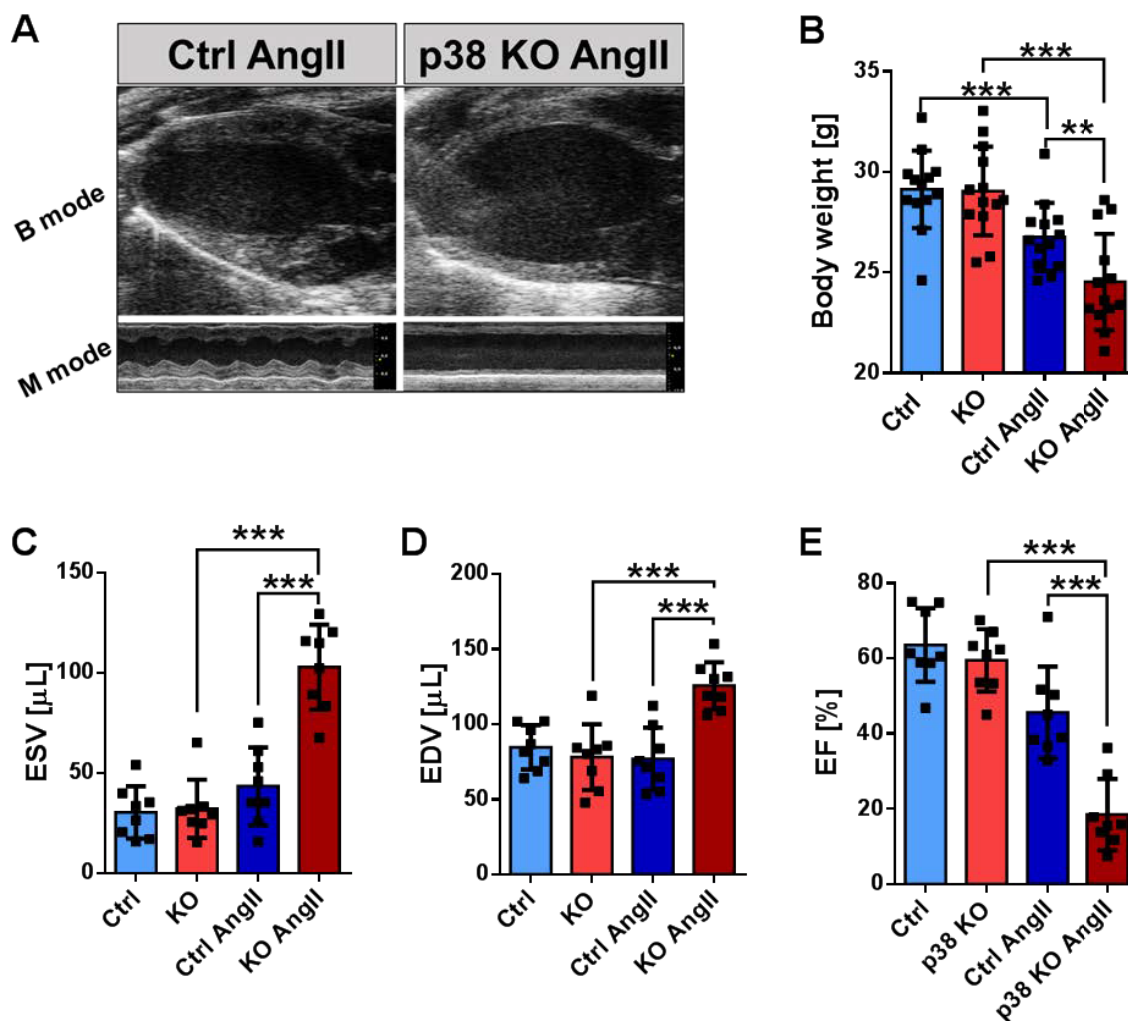 A
Ctrl AngII
p38 KO AngII
B mode
M mode
B
Body weight [g]
35
30
25
20
***
***
**
Ctrl
KO
Ctrl AngII
KO AngII
C
ESV [µL]
150
100
50
0
***
***
Ctrl
KO
Ctrl AngII
KO AngII
D
EDV [µL]
200
150
100
50
0
***
***
Ctrl
KO
Ctrl AngII
KO AngII
E
EF [%]
80
60
40
20
0
***
***
Ctrl
p38 KO
Ctrl AngII
p38 KO AngII